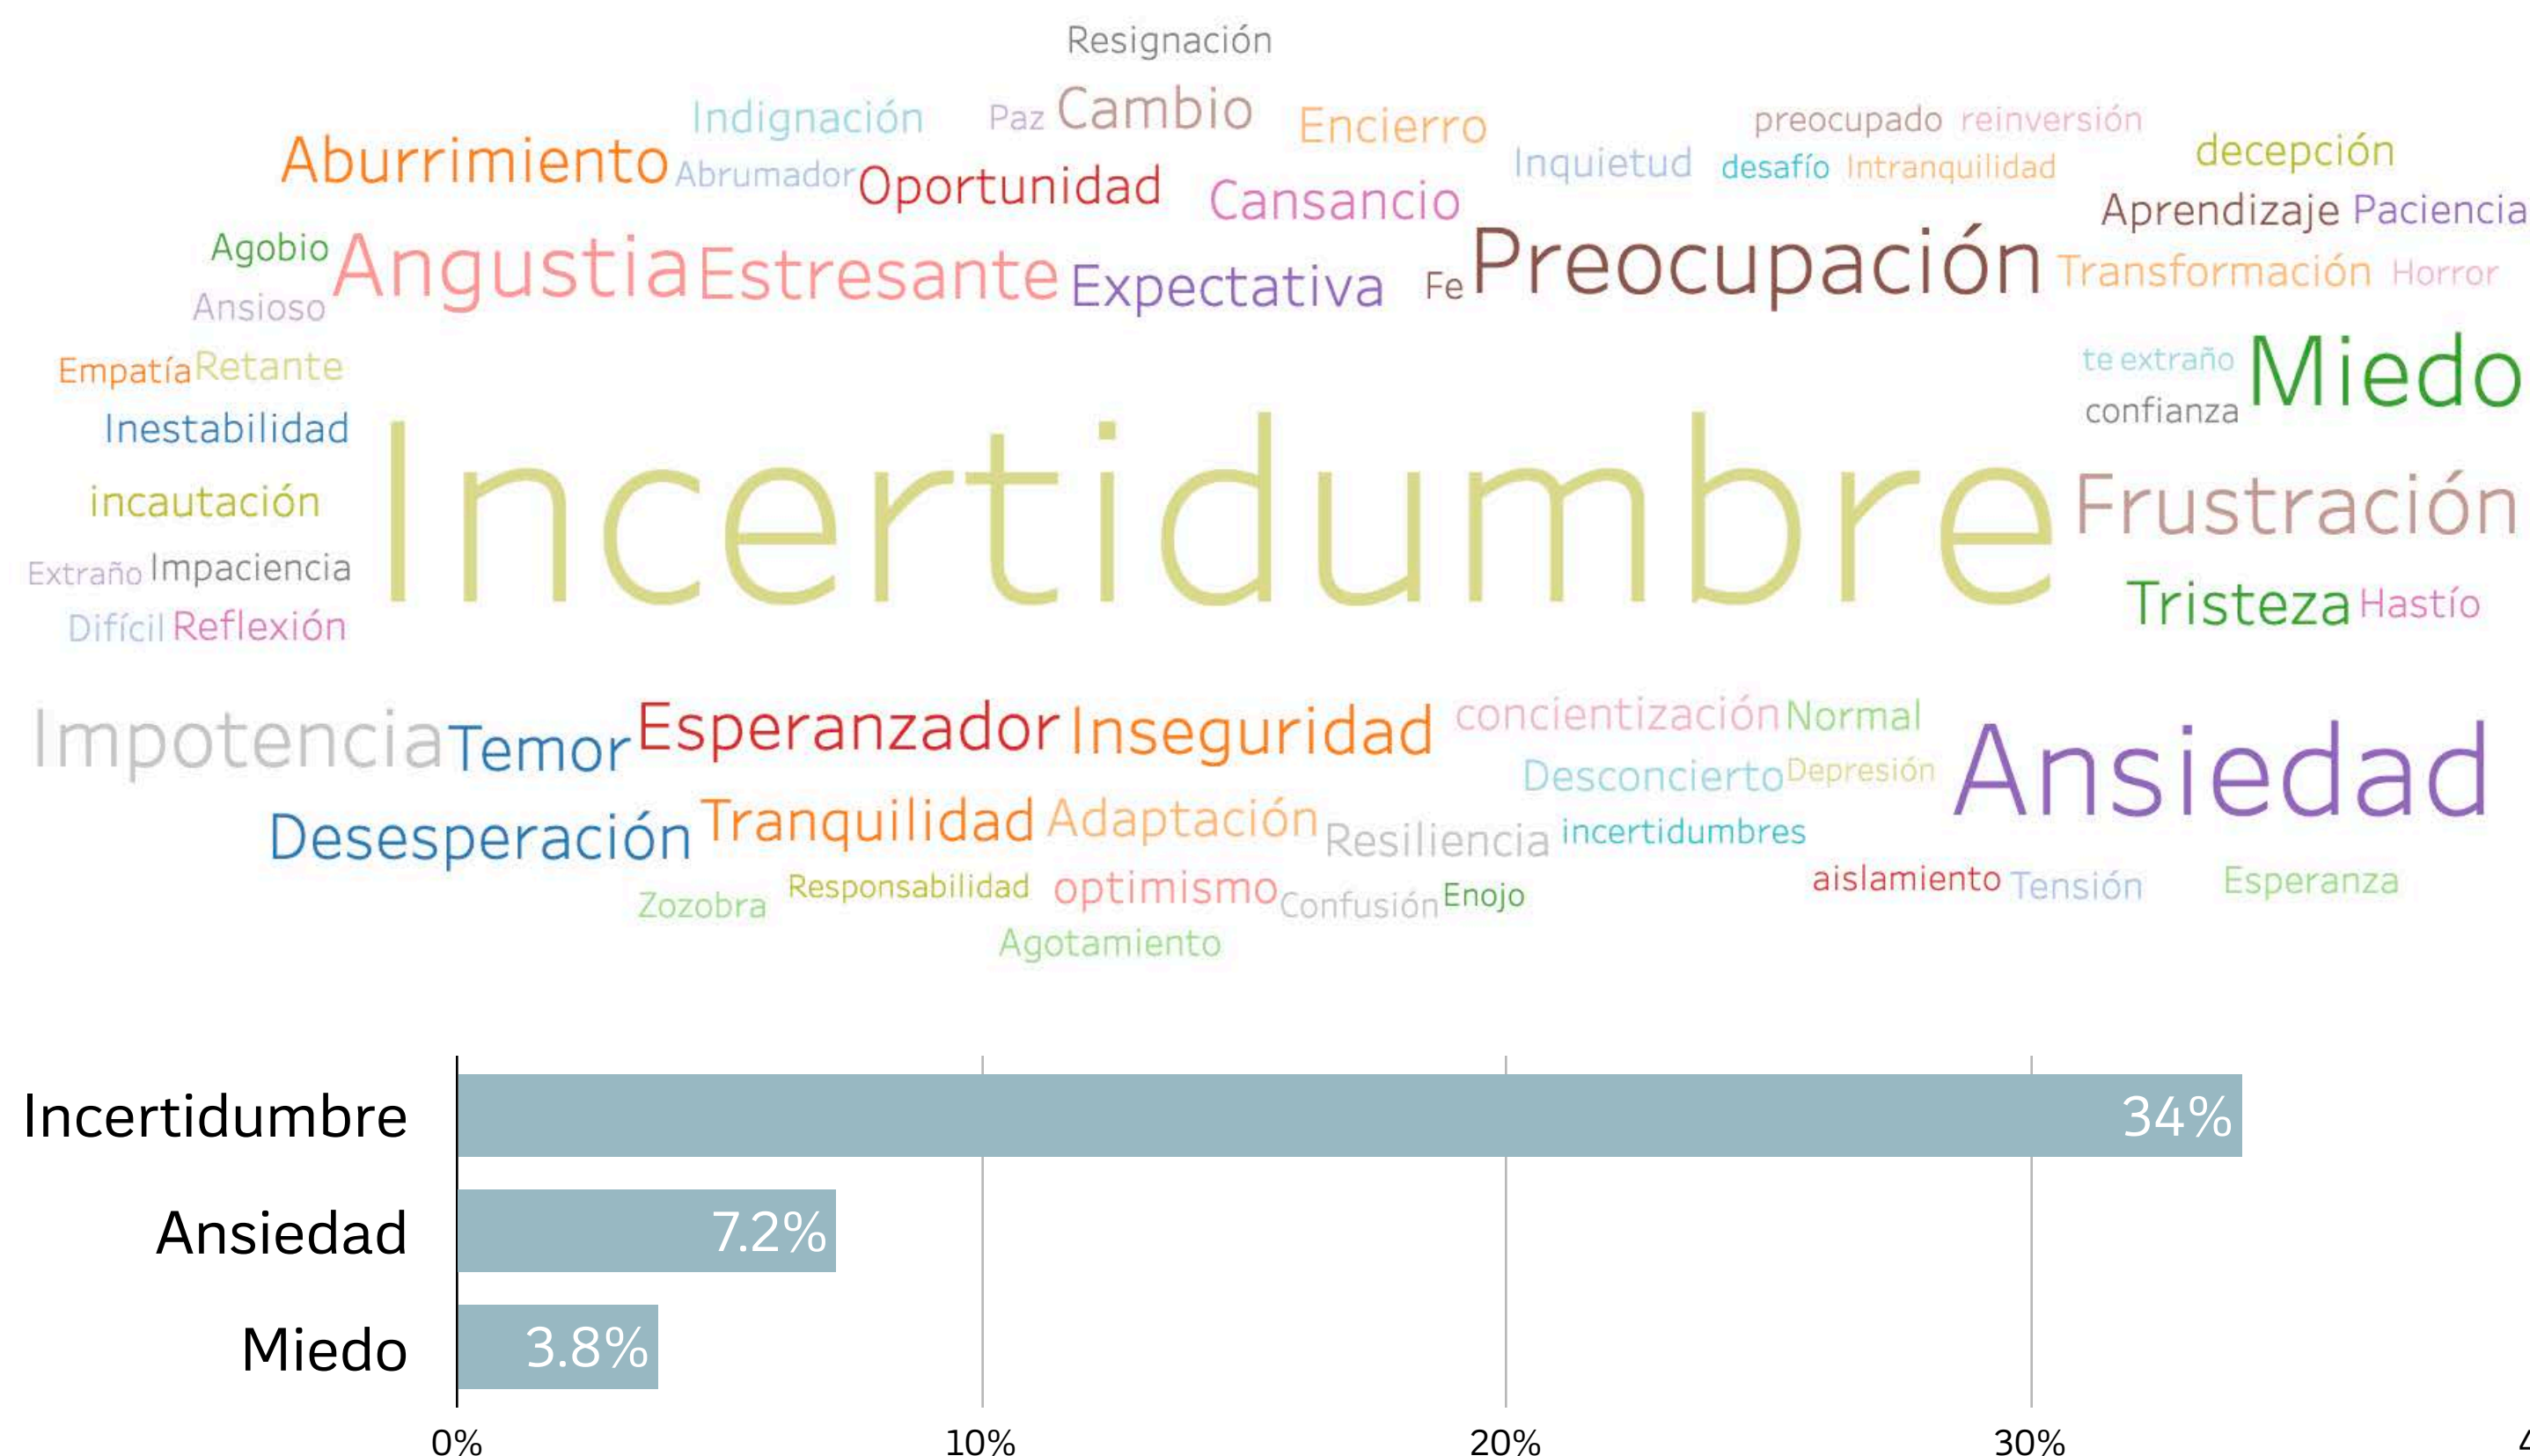 Resignación
Indignación Paz Cambio Encierro preocupado reinversión
Aburrimiento Abrumador Oportunidad Cansancio Inquietud desafío Intranquilidad decepción
Aprendizaje Paciencia
Agobio Angustia Estresante Expectativa Fe Preocupación Transformación Horror
Ansioso
Empatía Retante te extraño Miedo
Inestabilidad confianza
incautación Incertidumbre Frustración
Extraño Impaciencia Tristeza Hastío
Difícil Reflexión
Impotencia Temor Esperanzador Inseguridad concientización Normal
Desconcierto Depresión Ansiedad
Desesperación Tranquilidad Adaptación Resiliencia incertidumbres
Zozobra Responsabilidad optimismo Confusión Enojo aislamiento Tensión Esperanza
Agotamiento
Incertidumbre 34%
Ansiedad 7.2%
Miedo 3.8%
0% 10% 20% 30%